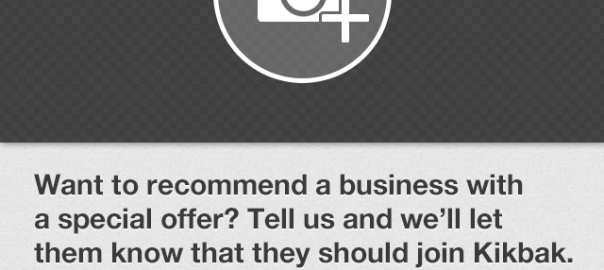 Want to recommend a business with
a special offer? Tell us and we’ll let
them know that they should join Kikbak.